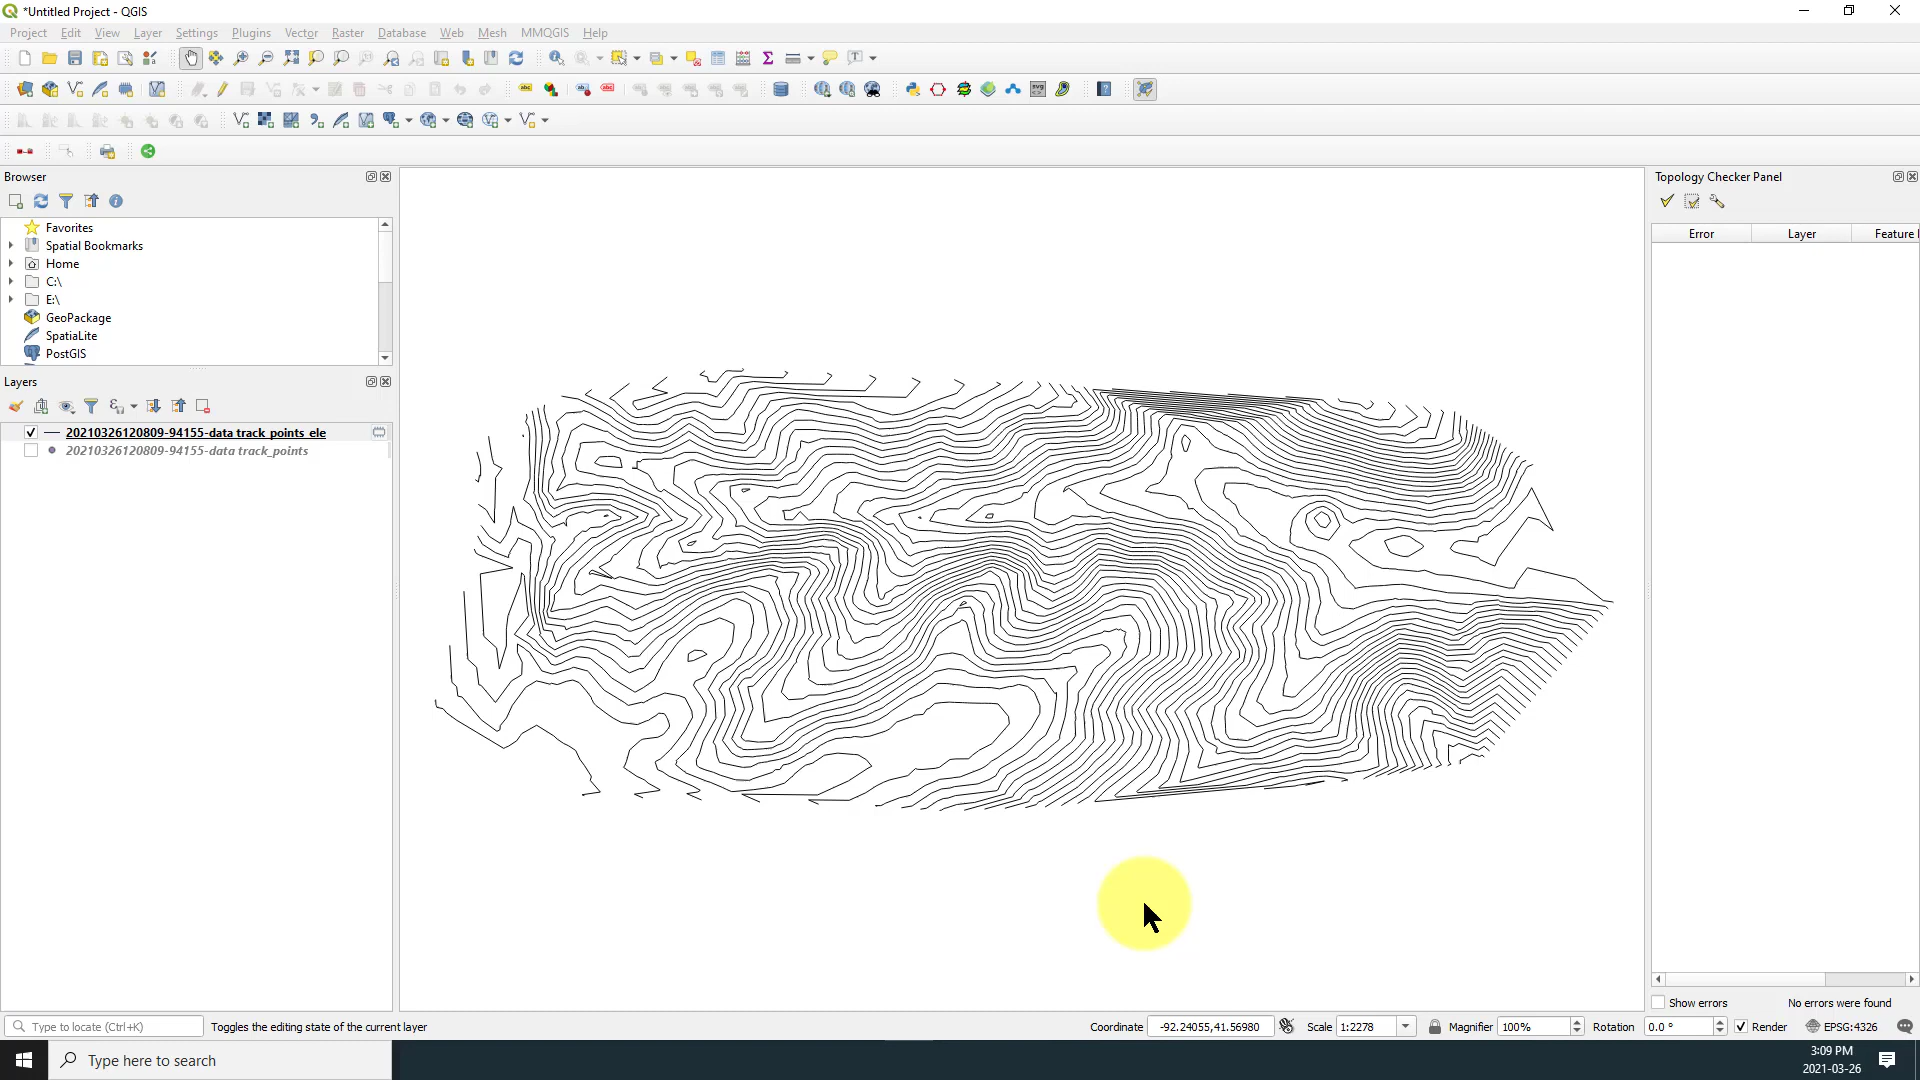 *Untitled Project - QGIS
Project Edit View Layer Settings Plugins Vector Raster Database Web Mesh MMQGIS Help
Browser
Topology Checker Panel
Favorites
Spatial Bookmarks
Home
C:\
E:\
GeoPackage
SpatiaLite
PostGIS
Error Layer Feature I
Layers
20210326120809-94155-data track_points_ele
20210326120809-94155-data track_points
Show errors No errors were found
Type to locate (Ctrl+K) Toggles the editing state of the current layer Coordinate -92.24055,41.56980 Scale 1:2278 Magnifier 100% Rotation 0.0 ° Render EPSG:4326
Type here to search
3:09 PM
2021-03-26